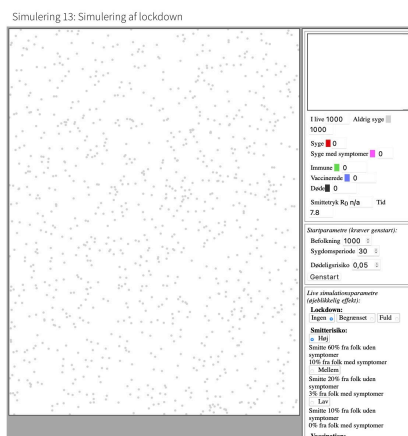 Simulering 13: Simulering af lockdown
I live 1000 Aldrig syge
1000
Syge 0
Syge med symptomer 0
Immune 0
Vaccinerede 0
Døde 0
Smittetryk R0 n/a Tid
7.8
Startparametre (kræver genstart):
Befolkning 1000
Sygdomsperiode 30
Dødeligsrisiko 0,05
Genstart
Live simulationsparametre
(øjeblikkelig effekt):
Lockdown:
Ingen Begrænset Fuld
Smitterisiko:
Høj
Smitte 60% fra folk uden
symptomer
10% fra folk med symptomer
Mellem
Smitte 20% fra folk uden
symptomer
3% fra folk med symptomer
Lav
Smitte 10% fra folk uden
symptomer
0% fra folk med symptomer